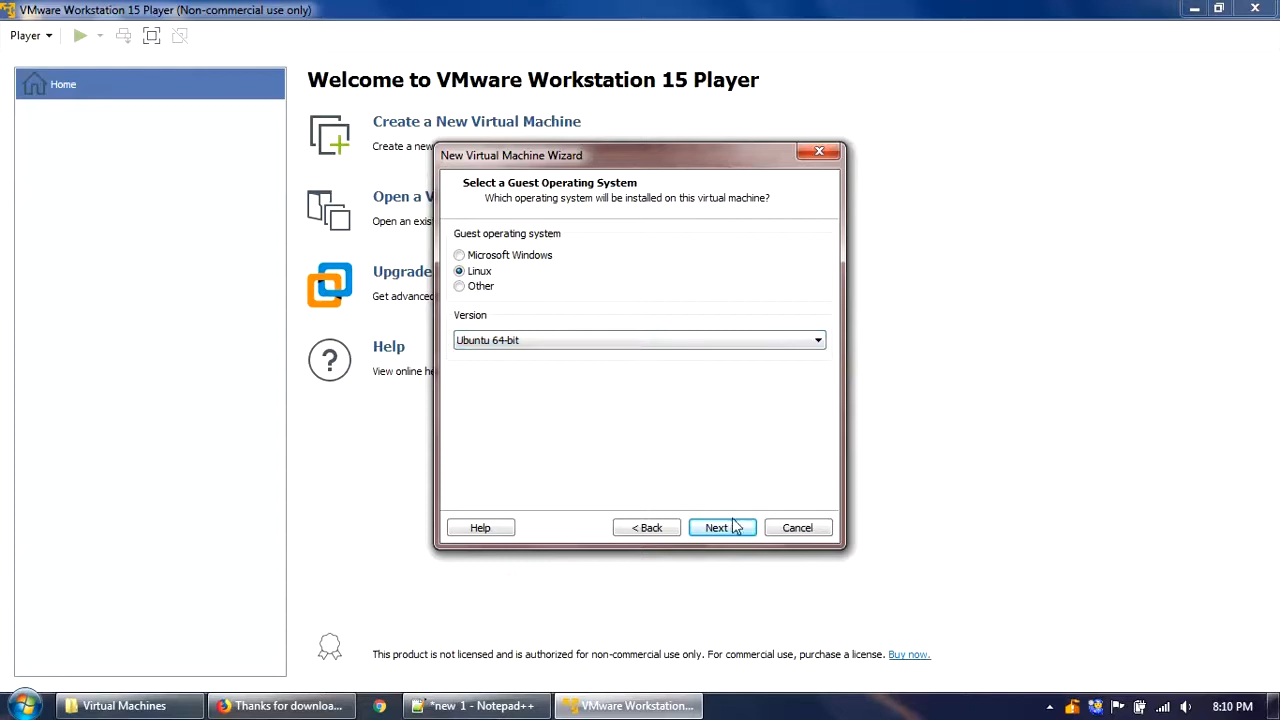 VMware Workstation 15 Player (Non-commercial use only)
Player
Home
Welcome to VMware Workstation 15 Player
Create a New Virtual Machine
Create a new
Open a V
Open an exis
Upgrade
Get advanced
Help
View online he
New Virtual Machine Wizard
Select a Guest Operating System
Which operating system will be installed on this virtual machine?
Guest operating system
Microsoft Windows
Linux
Other
Version
Ubuntu 64-bit
Help
< Back
Next
Cancel
This product is not licensed and is authorized for non-commercial use only. For commercial use, purchase a license. Buy now.
Virtual Machines
Thanks for downloa...
*new 1 - Notepad++
VMware Workstation...
8:10 PM